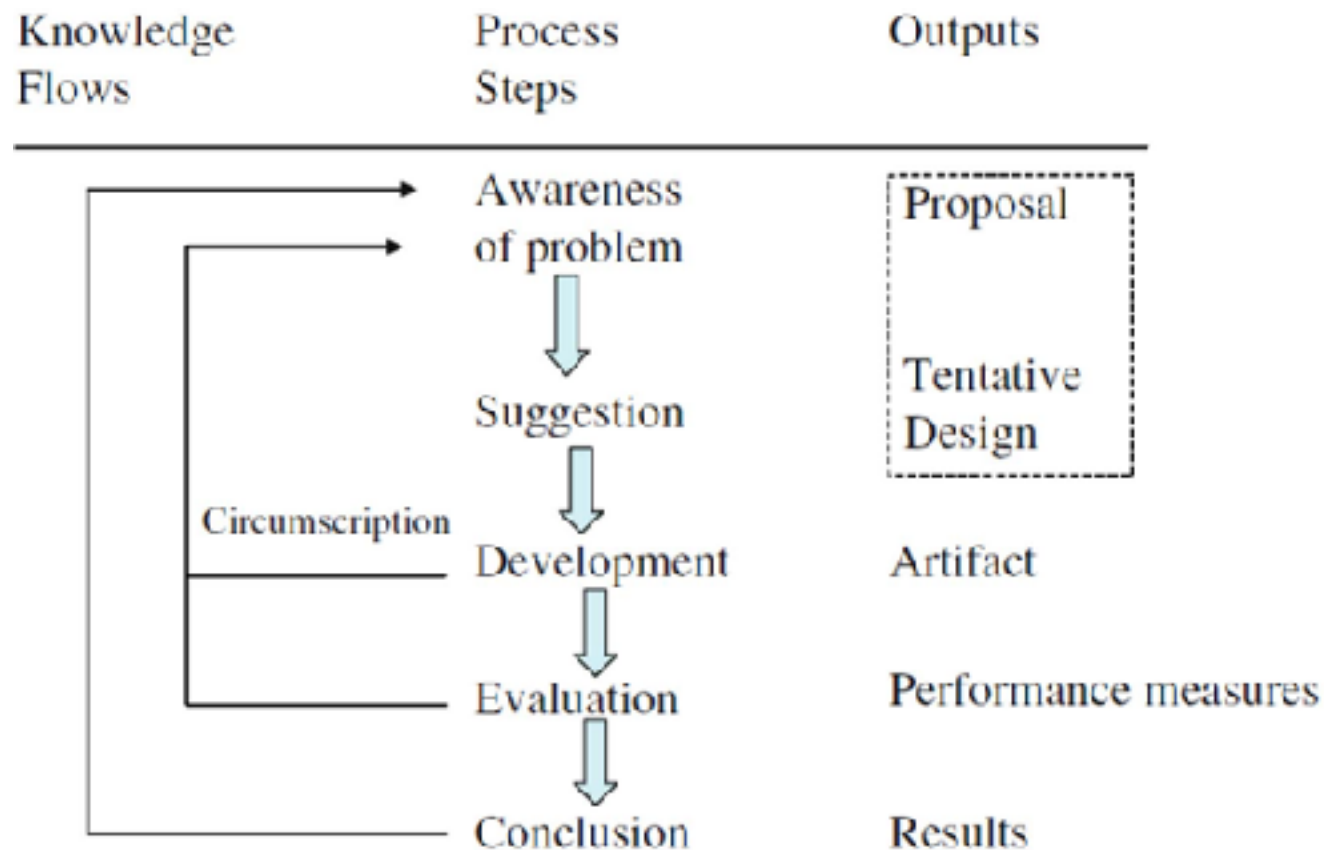 Knowledge
Flows
Process
Steps
Outputs
Awareness
of problem
Proposal
Suggestion
Tentative
Design
Circumscription
Development
Artifact
Evaluation
Performance measures
Conclusion
Results